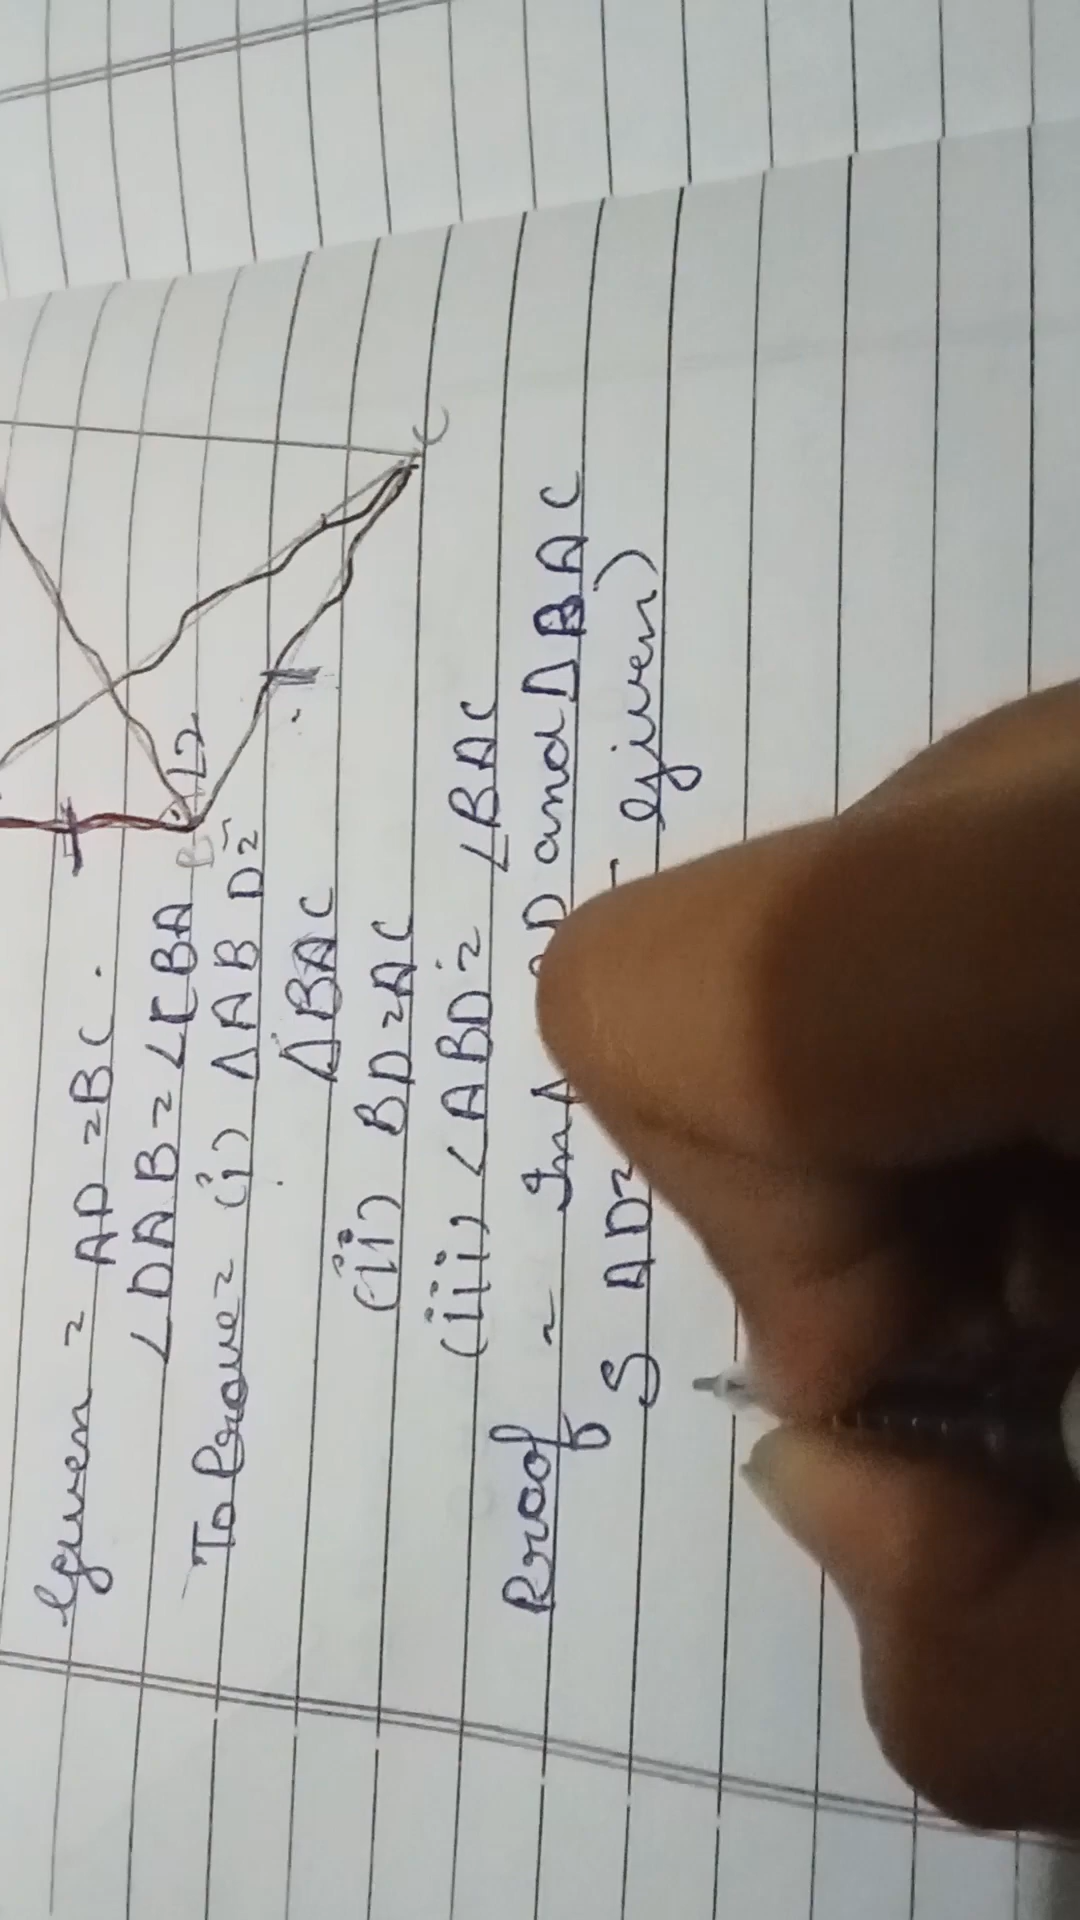 C
B
Given = AD = BC.
∠DAB = ∠CBA
To Prove = (i) ΔABD ≅
ΔBAC
(ii) BD = AC
(iii) ∠ABD = ∠BAC
Proof = In and ΔBAC
S AD = given)